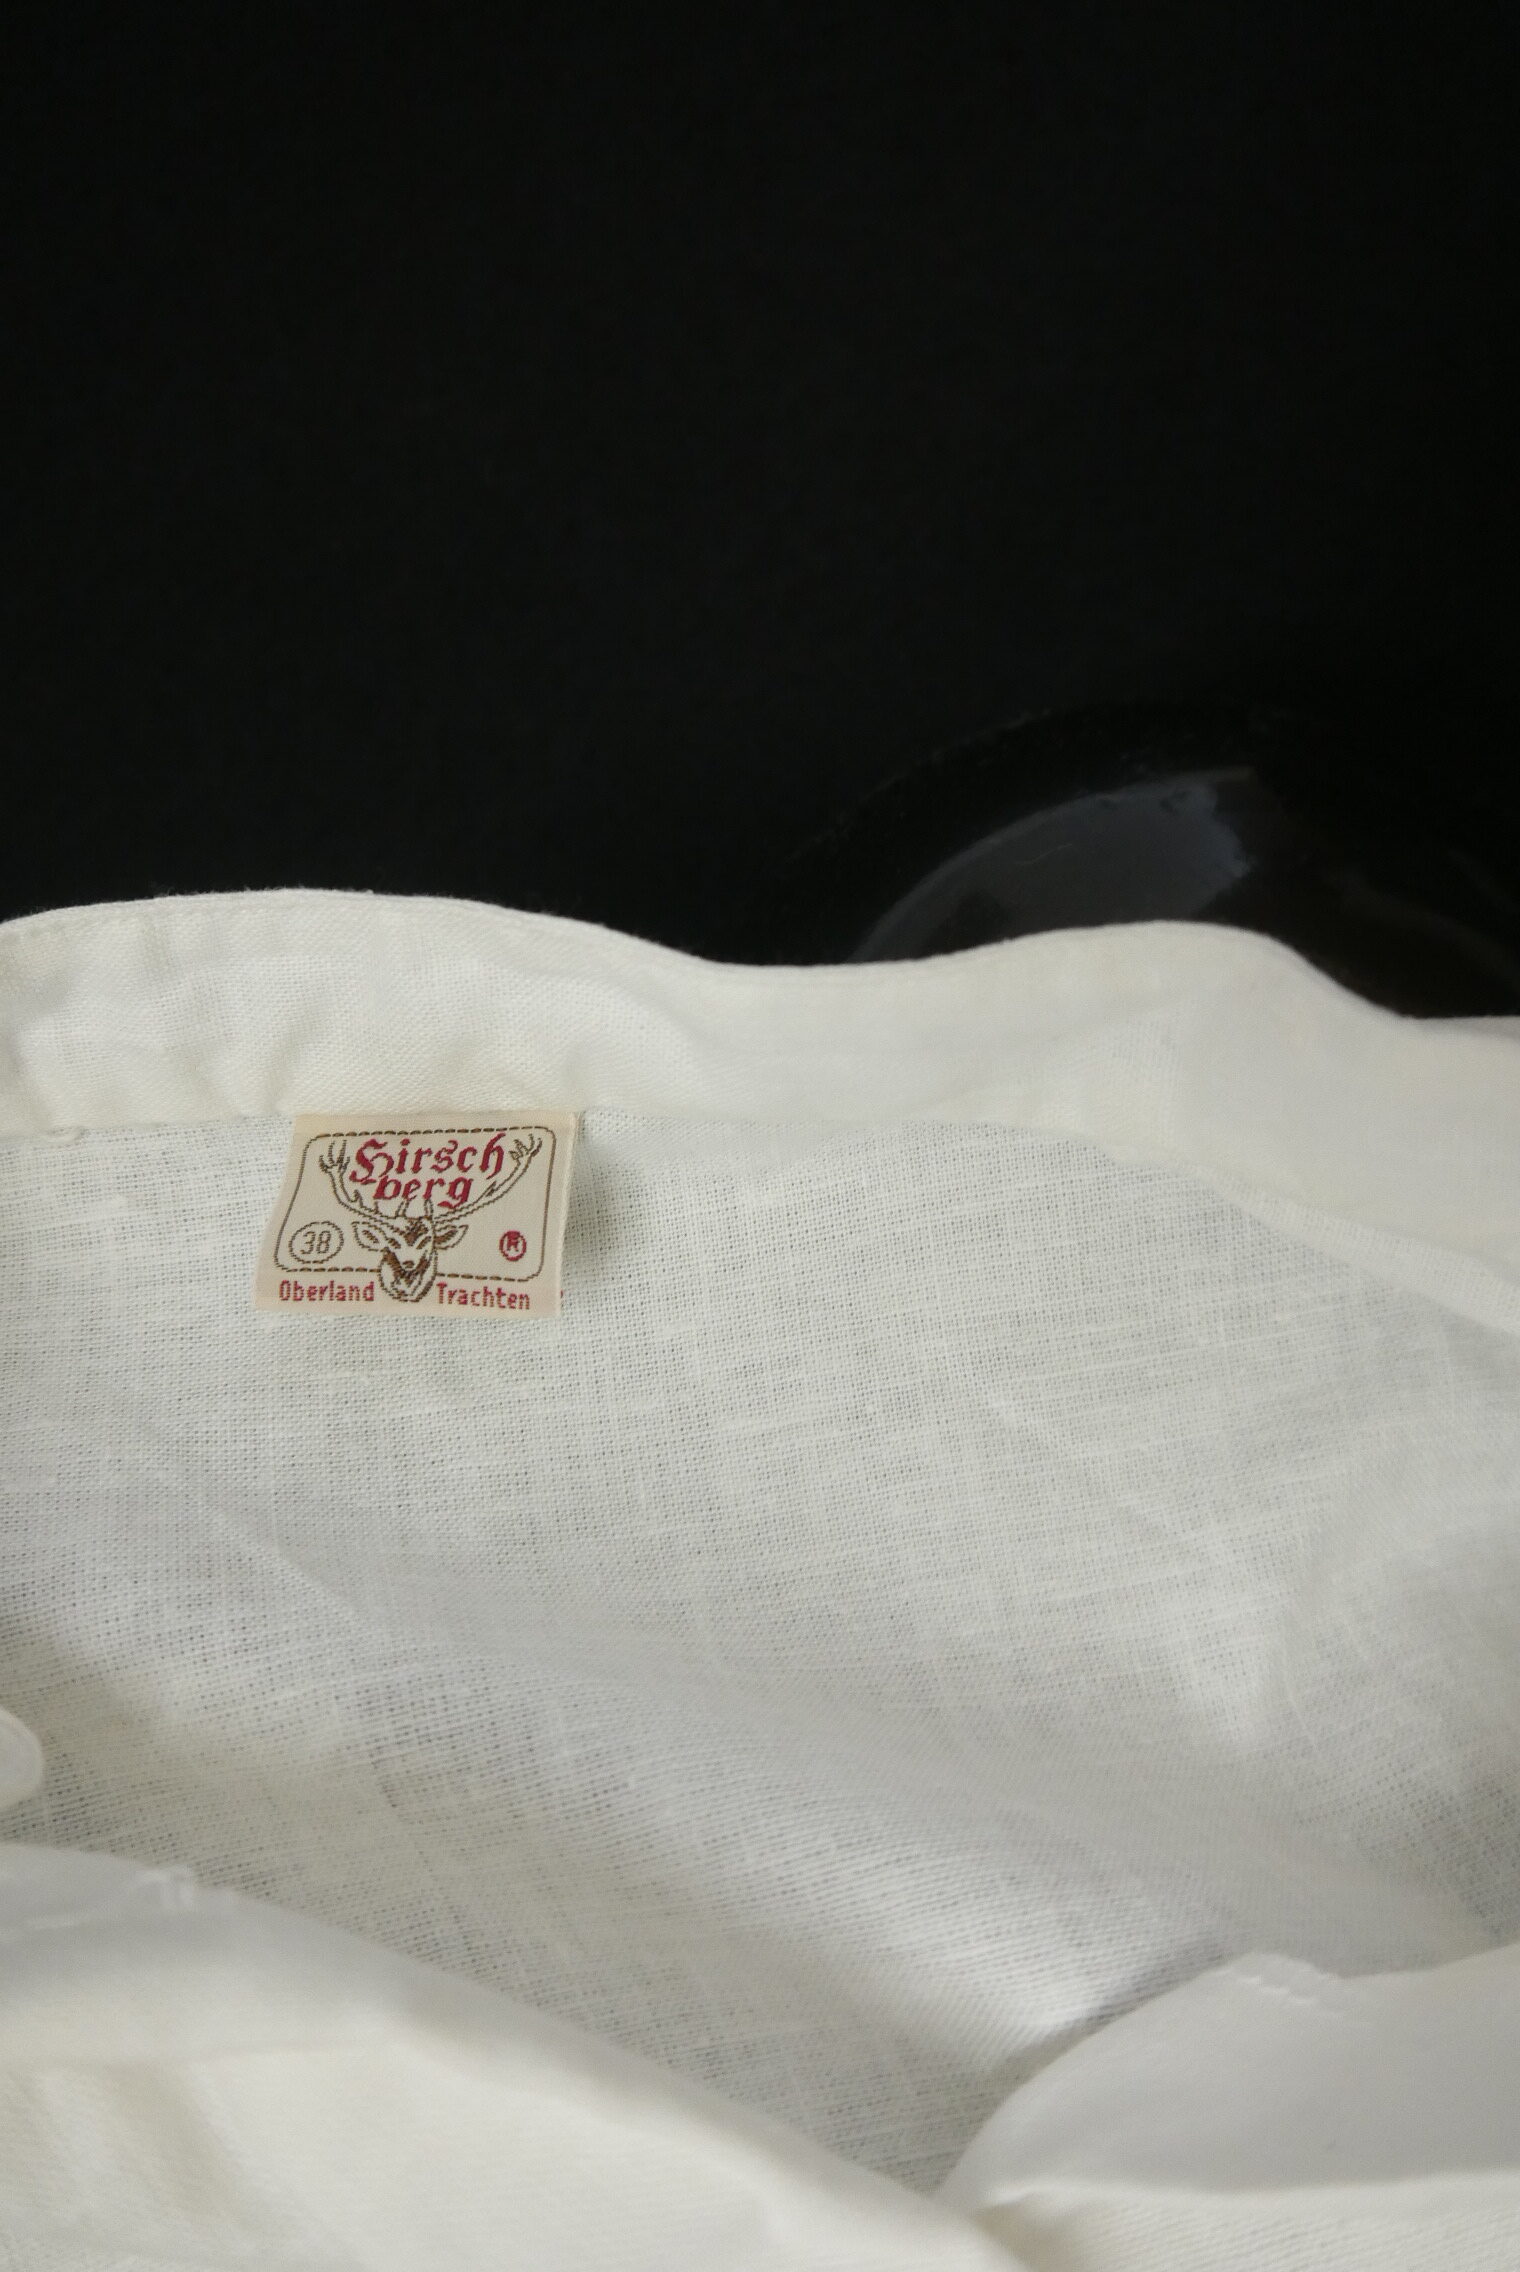 Hirsch
berg
38 ®
Oberland Trachten